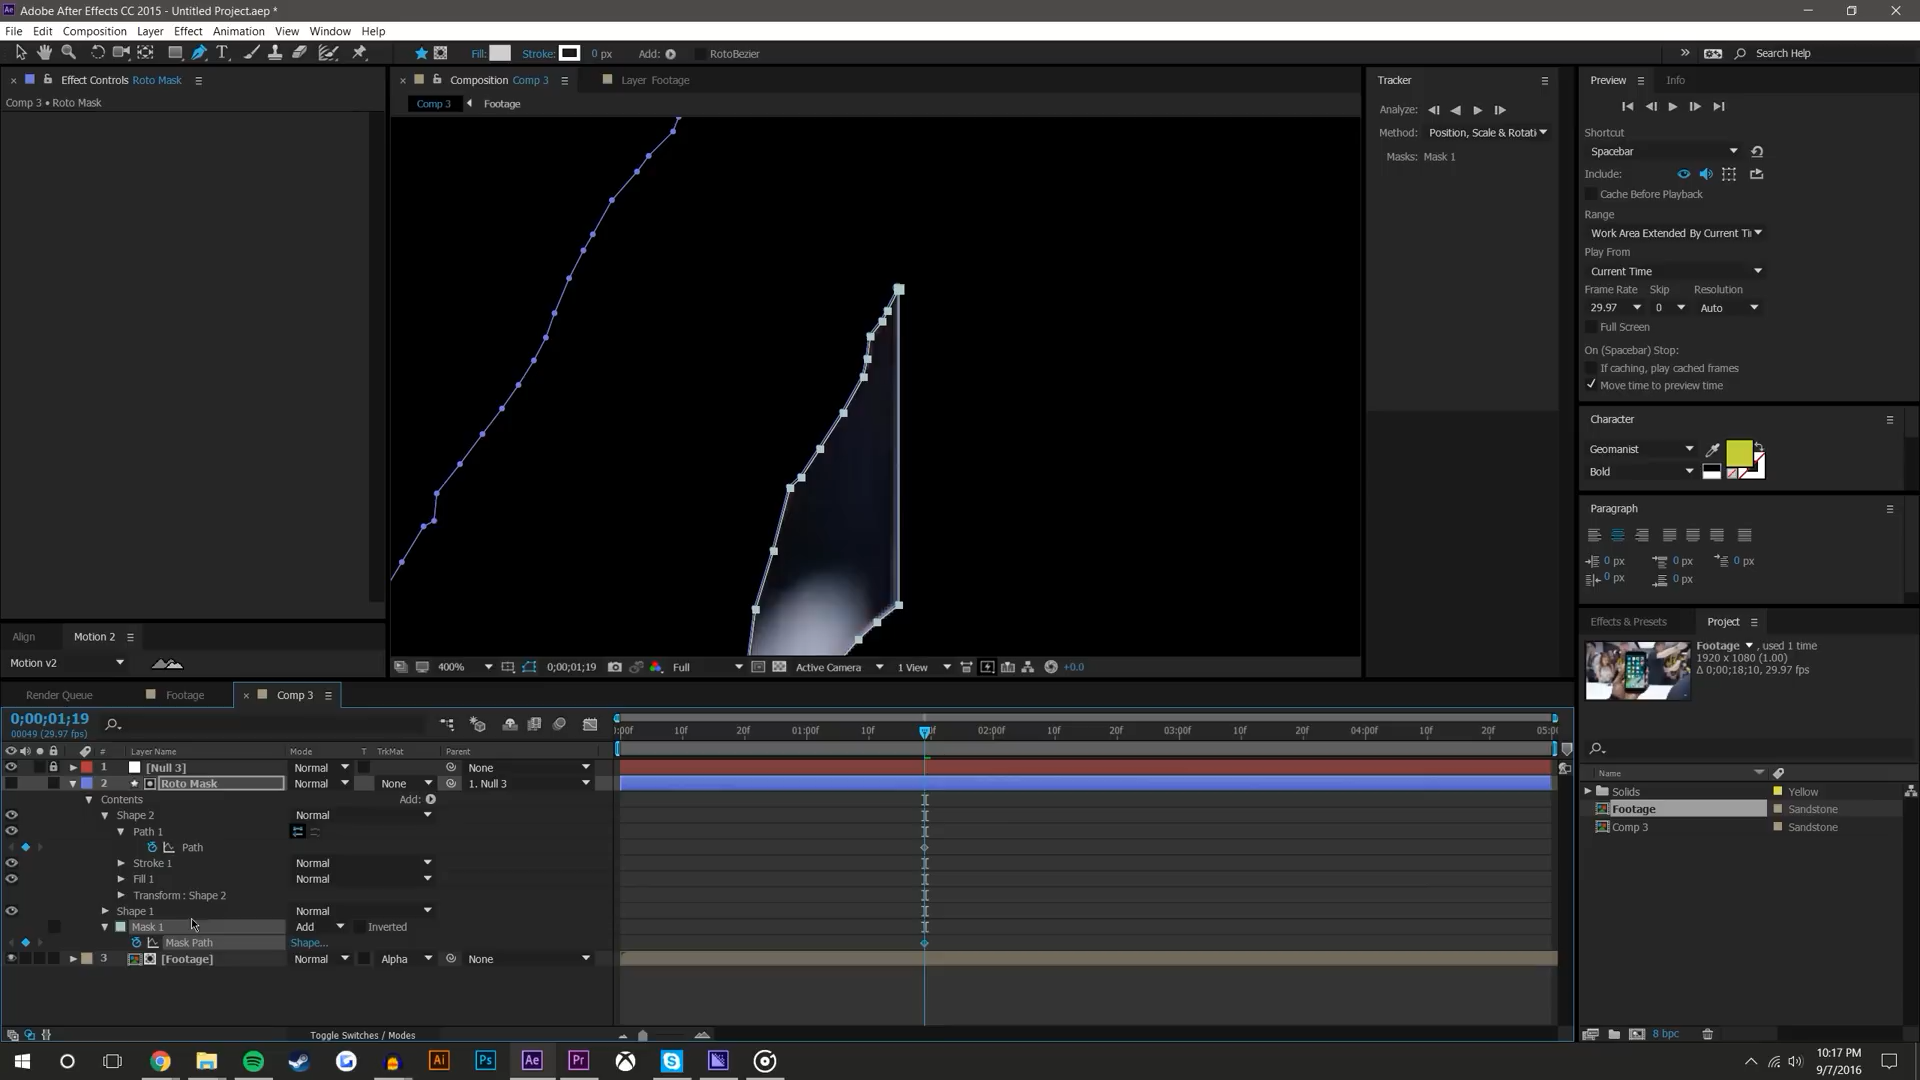 Adobe After Effects CC 2015 - Untitled Project.aep *
File Edit Composition Layer Effect Animation View Window Help
Fill: Stroke: 0 px Add: RotoBezier Search Help
Effect Controls Roto Mask
Comp 3 • Roto Mask
Composition Comp 3 Layer Footage
Comp 3 Footage
Tracker
Analyze:
Method: Position, Scale & Rotati
Masks: Mask 1
Preview Info
Shortcut
Spacebar
Include:
Cache Before Playback
Range
Work Area Extended By Current Ti
Play From
Current Time
Frame Rate Skip Resolution
29.97 0 Auto
Full Screen
On (Spacebar) Stop:
If caching, play cached frames
Move time to preview time
Character
Geomanist
Bold
Paragraph
0 px 0 px 0 px
0 px 0 px
Align Motion 2
Motion v2
400% 0;00;01;19 Full Active Camera 1 View +0.0
Effects & Presets Project
Footage , used 1 time
1920 x 1080 (1.00)
Δ 0;00;18;10, 29.97 fps
Name
Solids Yellow
Footage Sandstone
Comp 3 Sandstone
8 bpc
Render Queue Footage Comp 3
0;00;01;19
00049 (29.97 fps)
:00f 10f 20f 01:00f 10f 20f 02:00f 10f 20f 03:00f 10f 20f 04:00f 10f 20f 05:00
# Layer Name Mode T TrkMat Parent
1 [Null 3] Normal None
2 Roto Mask Normal None 1. Null 3
Contents Add:
Shape 2 Normal
Path 1
Path
Stroke 1 Normal
Fill 1 Normal
Transform : Shape 2
Shape 1 Normal
Mask 1 Add Inverted
Mask Path Shape...
3 [Footage] Normal Alpha None
Toggle Switches / Modes
Ai Ps Ae Pr
10:17 PM
9/7/2016